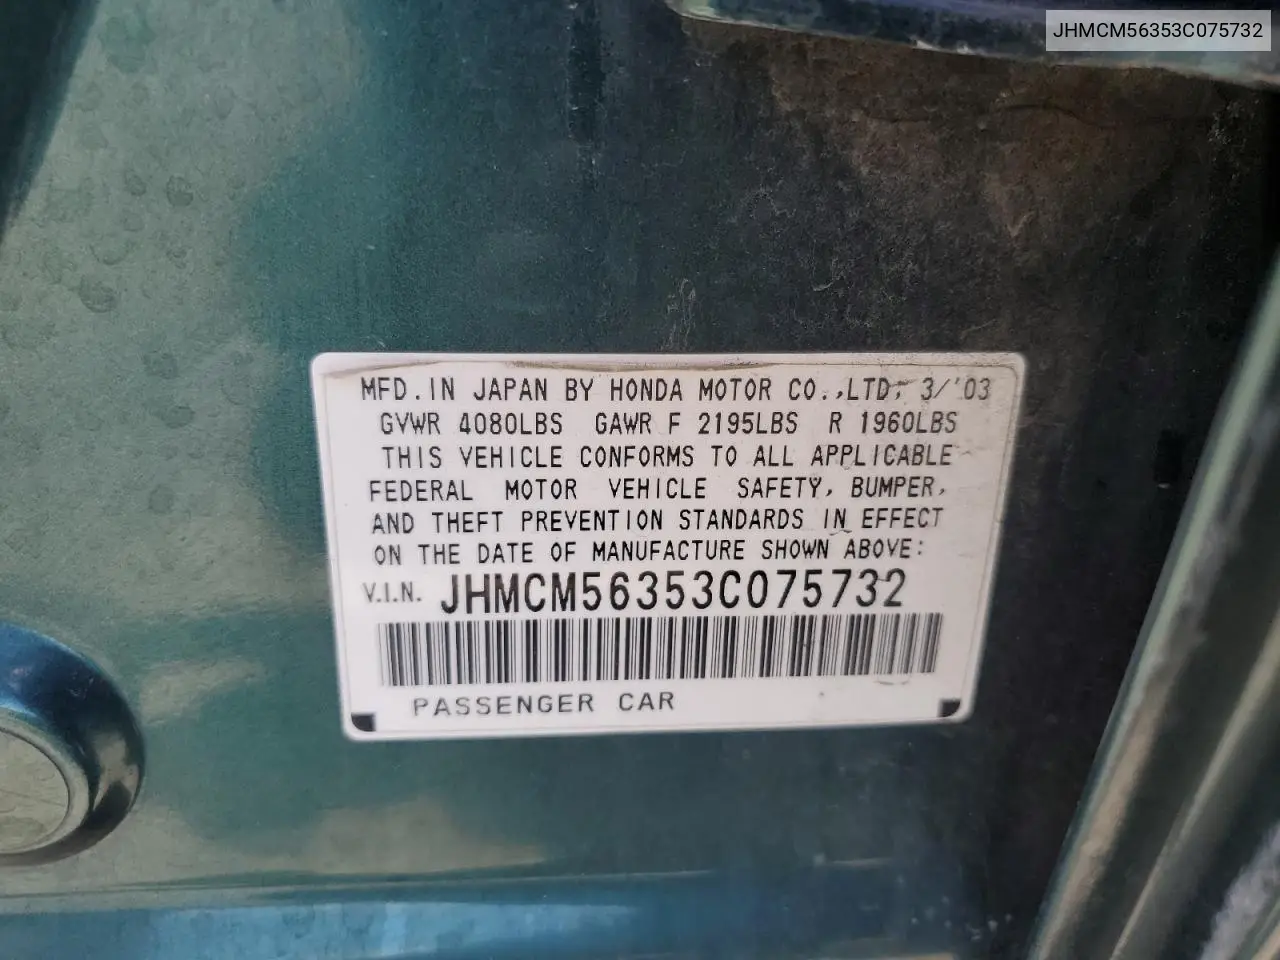 JHMCM56353C075732
MFD. IN JAPAN BY HONDA MOTOR CO.,LTD, 3/'03
GVWR 4080LBS GAWR F 2195LBS R 1960LBS
THIS VEHICLE CONFORMS TO ALL APPLICABLE
FEDERAL MOTOR VEHICLE SAFETY, BUMPER,
AND THEFT PREVENTION STANDARDS IN EFFECT
ON THE DATE OF MANUFACTURE SHOWN ABOVE:
V.I.N. JHMCM56353C075732
PASSENGER CAR